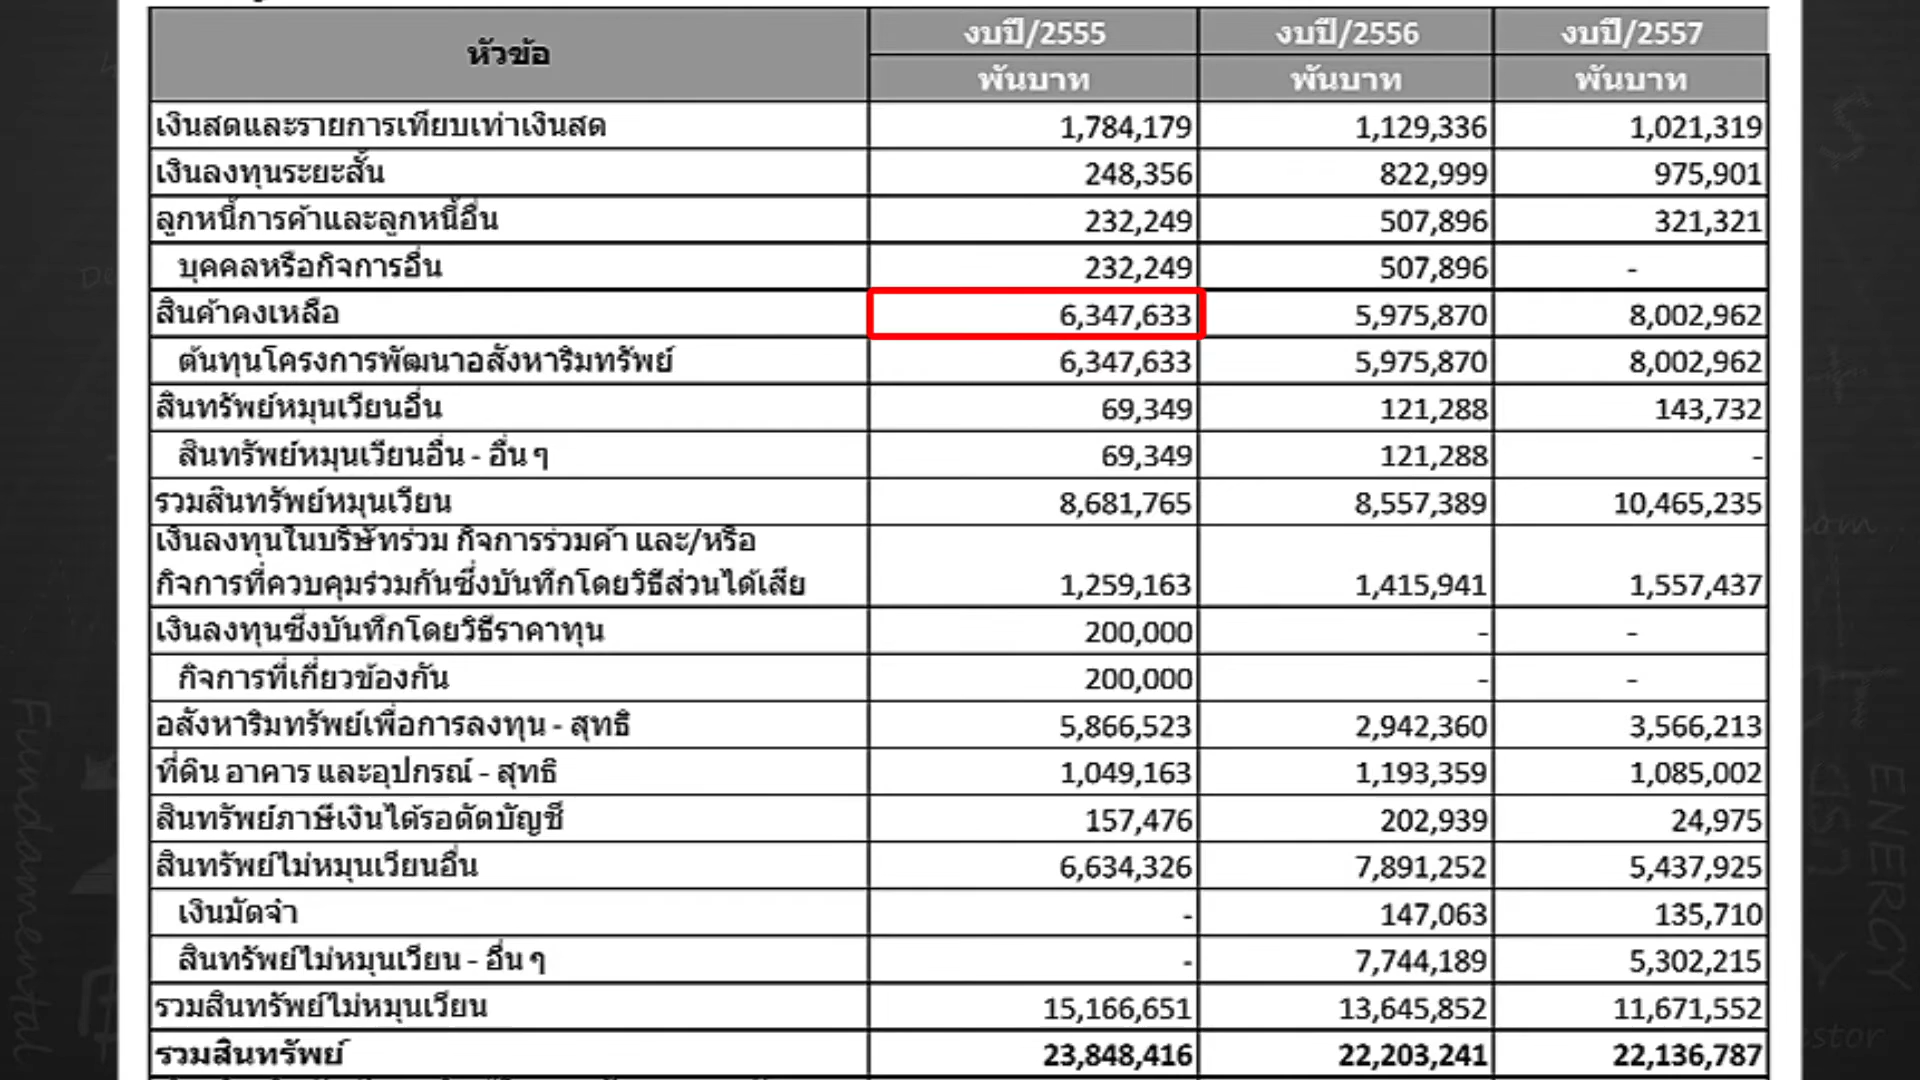 หัวข้อ งบปี/2555 งบปี/2556 งบปี/2557
พันบาท พันบาท พันบาท
เงินสดและรายการเทียบเท่าเงินสด 1,784,179 1,129,336 1,021,319
เงินลงทุนระยะสั้น 248,356 822,999 975,901
ลูกหนี้การค้าและลูกหนี้อื่น 232,249 507,896 321,321
บุคคลหรือกิจการอื่น 232,249 507,896 -
สินค้าคงเหลือ 6,347,633 5,975,870 8,002,962
ต้นทุนโครงการพัฒนาอสังหาริมทรัพย์ 6,347,633 5,975,870 8,002,962
สินทรัพย์หมุนเวียนอื่น 69,349 121,288 143,732
สินทรัพย์หมุนเวียนอื่น - อื่น ๆ 69,349 121,288 -
รวมสินทรัพย์หมุนเวียน 8,681,765 8,557,389 10,465,235
เงินลงทุนในบริษัทร่วม กิจการร่วมค้า และ/หรือ
กิจการที่ควบคุมร่วมกันซึ่งบันทึกโดยวิธีส่วนได้เสีย 1,259,163 1,415,941 1,557,437
เงินลงทุนซึ่งบันทึกโดยวิธีราคาทุน 200,000 - -
กิจการที่เกี่ยวข้องกัน 200,000 - -
อสังหาริมทรัพย์เพื่อการลงทุน - สุทธิ 5,866,523 2,942,360 3,566,213
ที่ดิน อาคาร และอุปกรณ์ - สุทธิ 1,049,163 1,193,359 1,085,002
สินทรัพย์ภาษีเงินได้รอตัดบัญชี 157,476 202,939 24,975
สินทรัพย์ไม่หมุนเวียนอื่น 6,634,326 7,891,252 5,437,925
เงินมัดจำ - 147,063 135,710
สินทรัพย์ไม่หมุนเวียน - อื่น ๆ - 7,744,189 5,302,215
รวมสินทรัพย์ไม่หมุนเวียน 15,166,651 13,645,852 11,671,552
รวมสินทรัพย์ 23,848,416 22,203,241 22,136,787
Fundamental
ENERGY